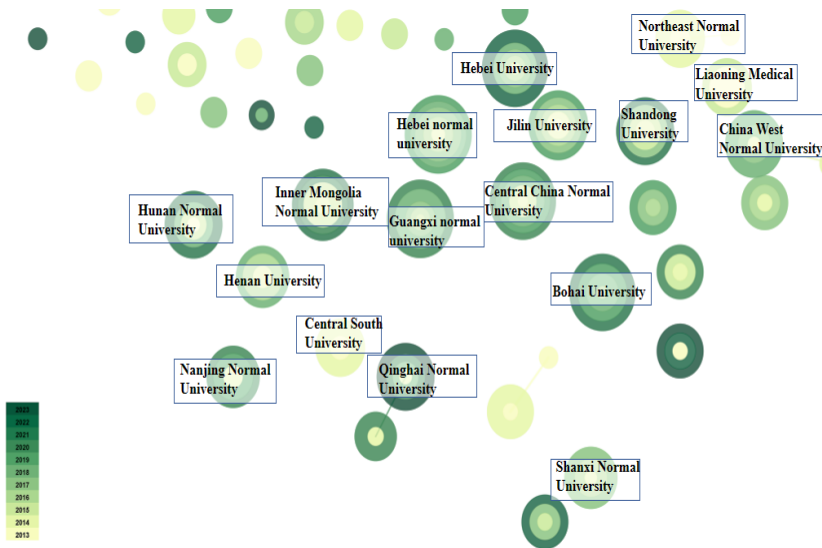 Northeast Normal
University
Hebei University
Liaoning Medical
University
Hebei normal
university
Jilin University
Shandong
University
China West
Normal University
Inner Mongolia
Normal University
Central China Normal
University
Hunan Normal
University
Guangxi normal
university
Henan University
Bohai University
Central South
University
Nanjing Normal
University
Qinghai Normal
University
Shanxi Normal
University
2023
2022
2021
2020
2019
2018
2017
2016
2015
2014
2013